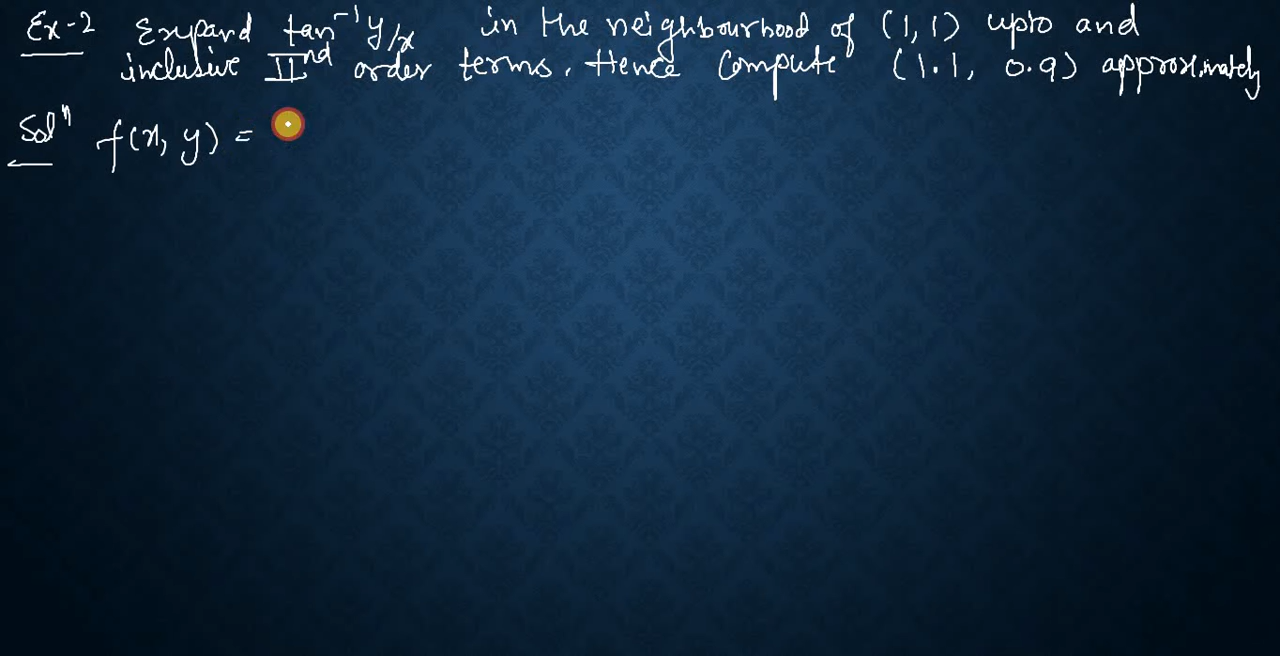 Ex-2 Expand tan⁻¹ y/x in the neighbourhood of (1,1) upto and
inclusive IInd order terms. Hence Compute (1.1, 0.9) approximately
Solⁿ f(x, y) =